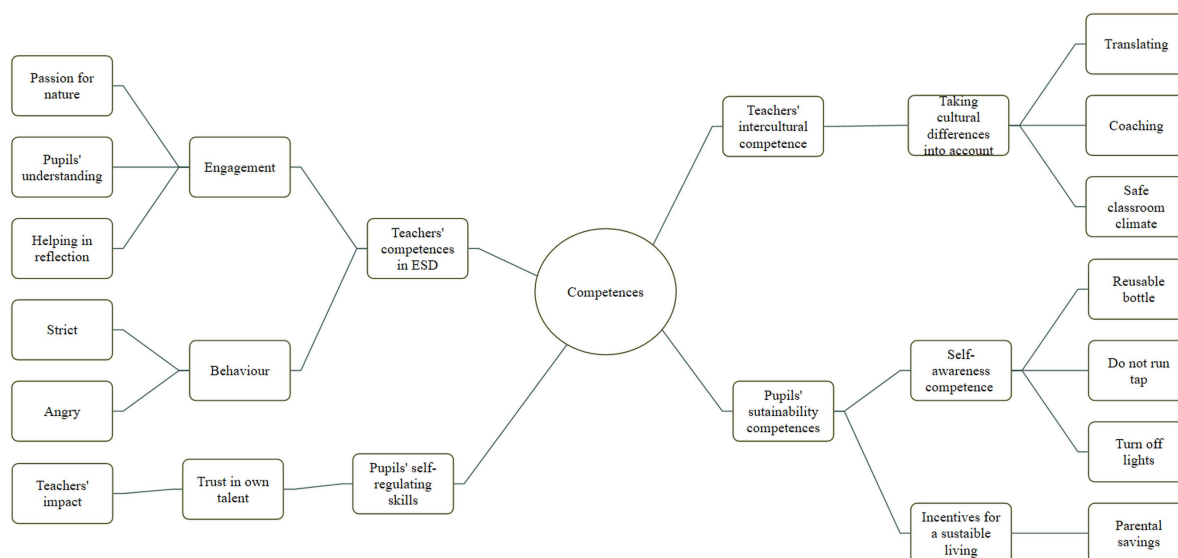 Passion for
nature
Pupils'
understanding
Helping in
reflection
Engagement
Strict
Angry
Behaviour
Teachers'
competences
in ESD
Teachers'
impact
Trust in own
talent
Pupils' self-
regulating
skills
Competences
Teachers'
intercultural
competence
Taking
cultural
differences
into account
Translating
Coaching
Safe
classroom
climate
Pupils'
sutainability
competences
Self-
awareness
competence
Reusable
bottle
Do not run
tap
Turn off
lights
Incentives for
a sustaible
living
Parental
savings